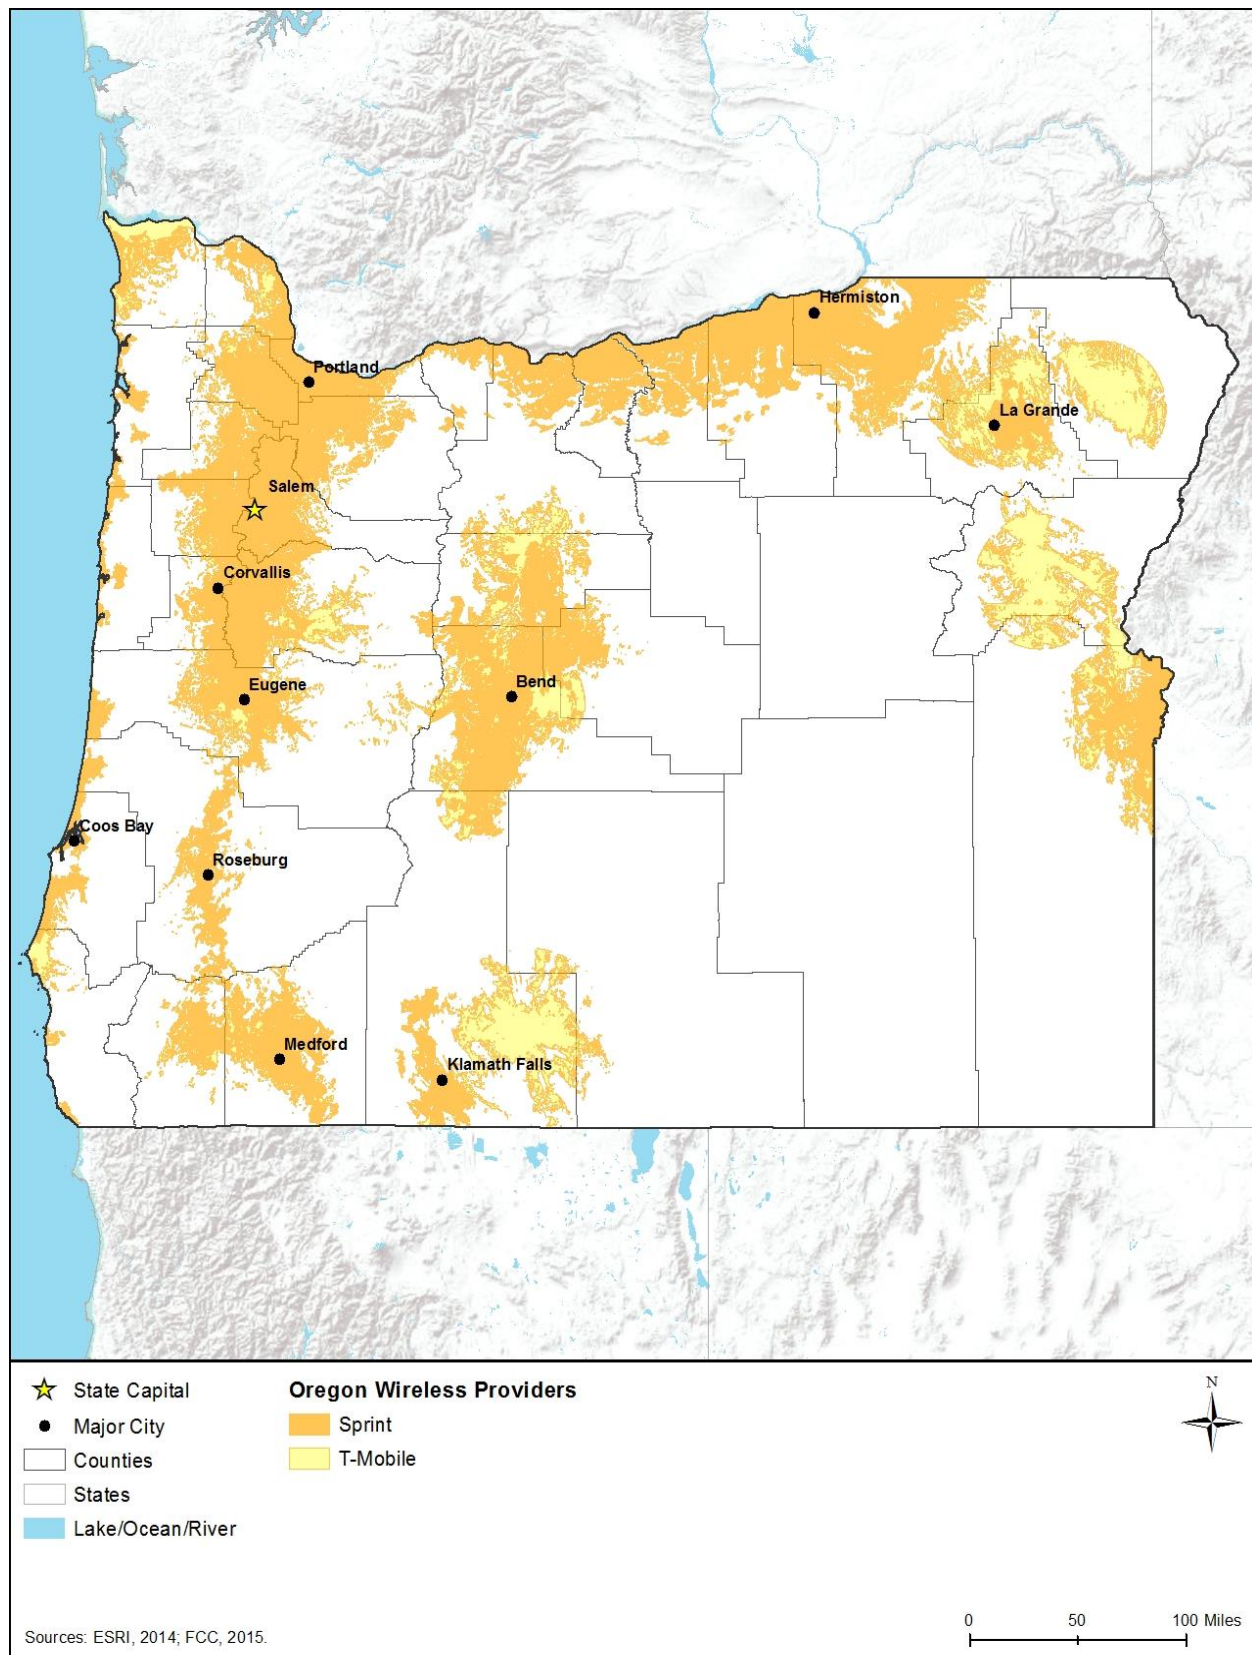 Hermiston
Portland
La Grande
Salem
Corvallis
Bend
Eugene
Coos Bay
Roseburg
Medford
Klamath Falls
State Capital
Major City
Counties
States
Lake/Ocean/River
Oregon Wireless Providers
Sprint
T-Mobile
N
Sources: ESRI, 2014; FCC, 2015.
0 50 100 Miles